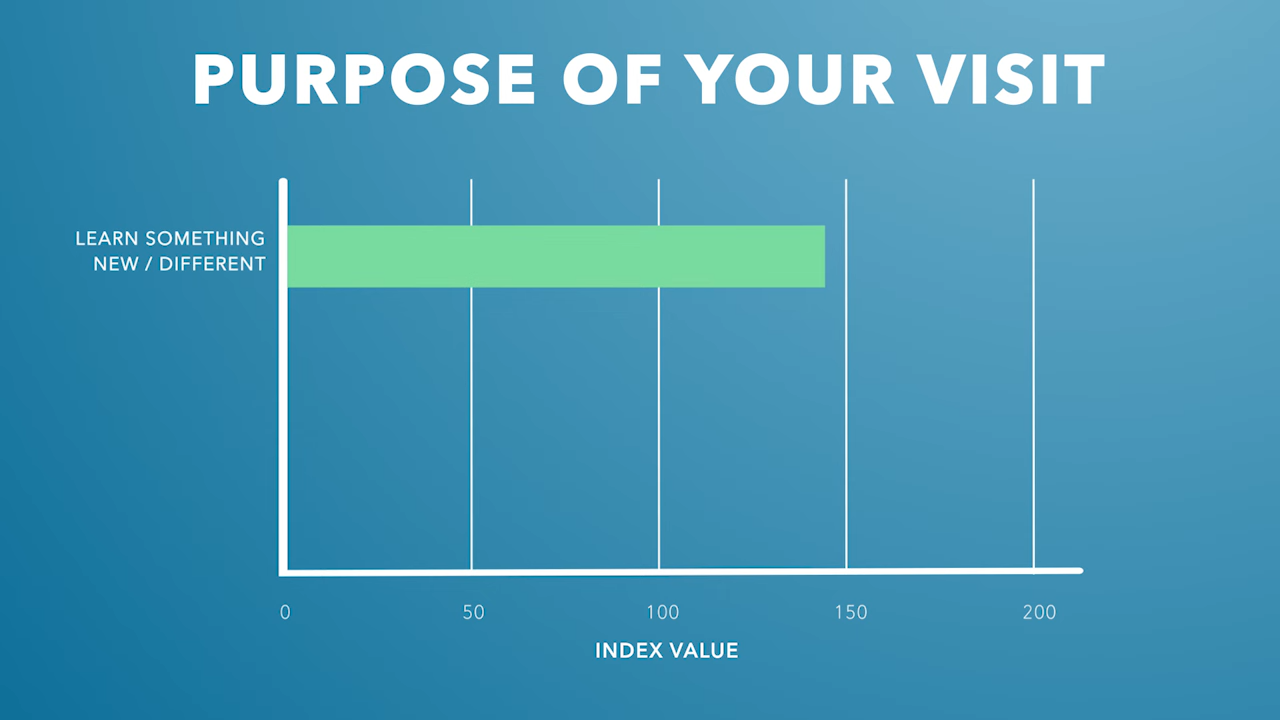 PURPOSE OF YOUR VISIT
LEARN SOMETHING
NEW / DIFFERENT
0 50 100 150 200
INDEX VALUE